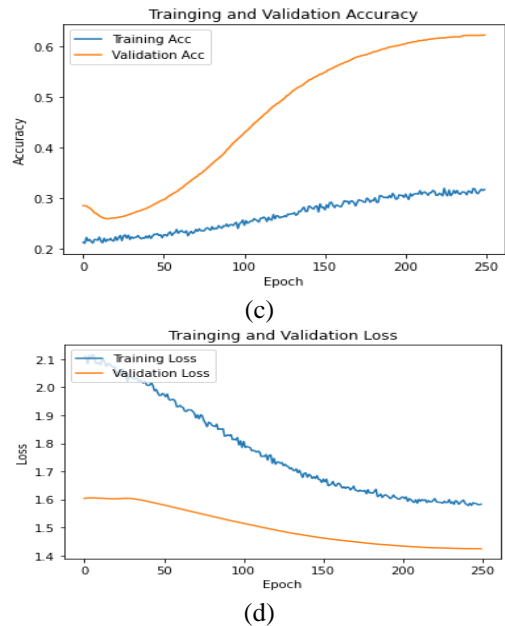 Trainging and Validation Accuracy
Training Acc
Validation Acc
0.6
0.5
0.4
0.3
0.2
Accuracy
0 50 100 150 200 250
Epoch
(c)
Trainging and Validation Loss
Training Loss
Validation Loss
2.1
2.0
1.9
1.8
1.7
1.6
1.5
1.4
Loss
0 50 100 150 200 250
Epoch
(d)